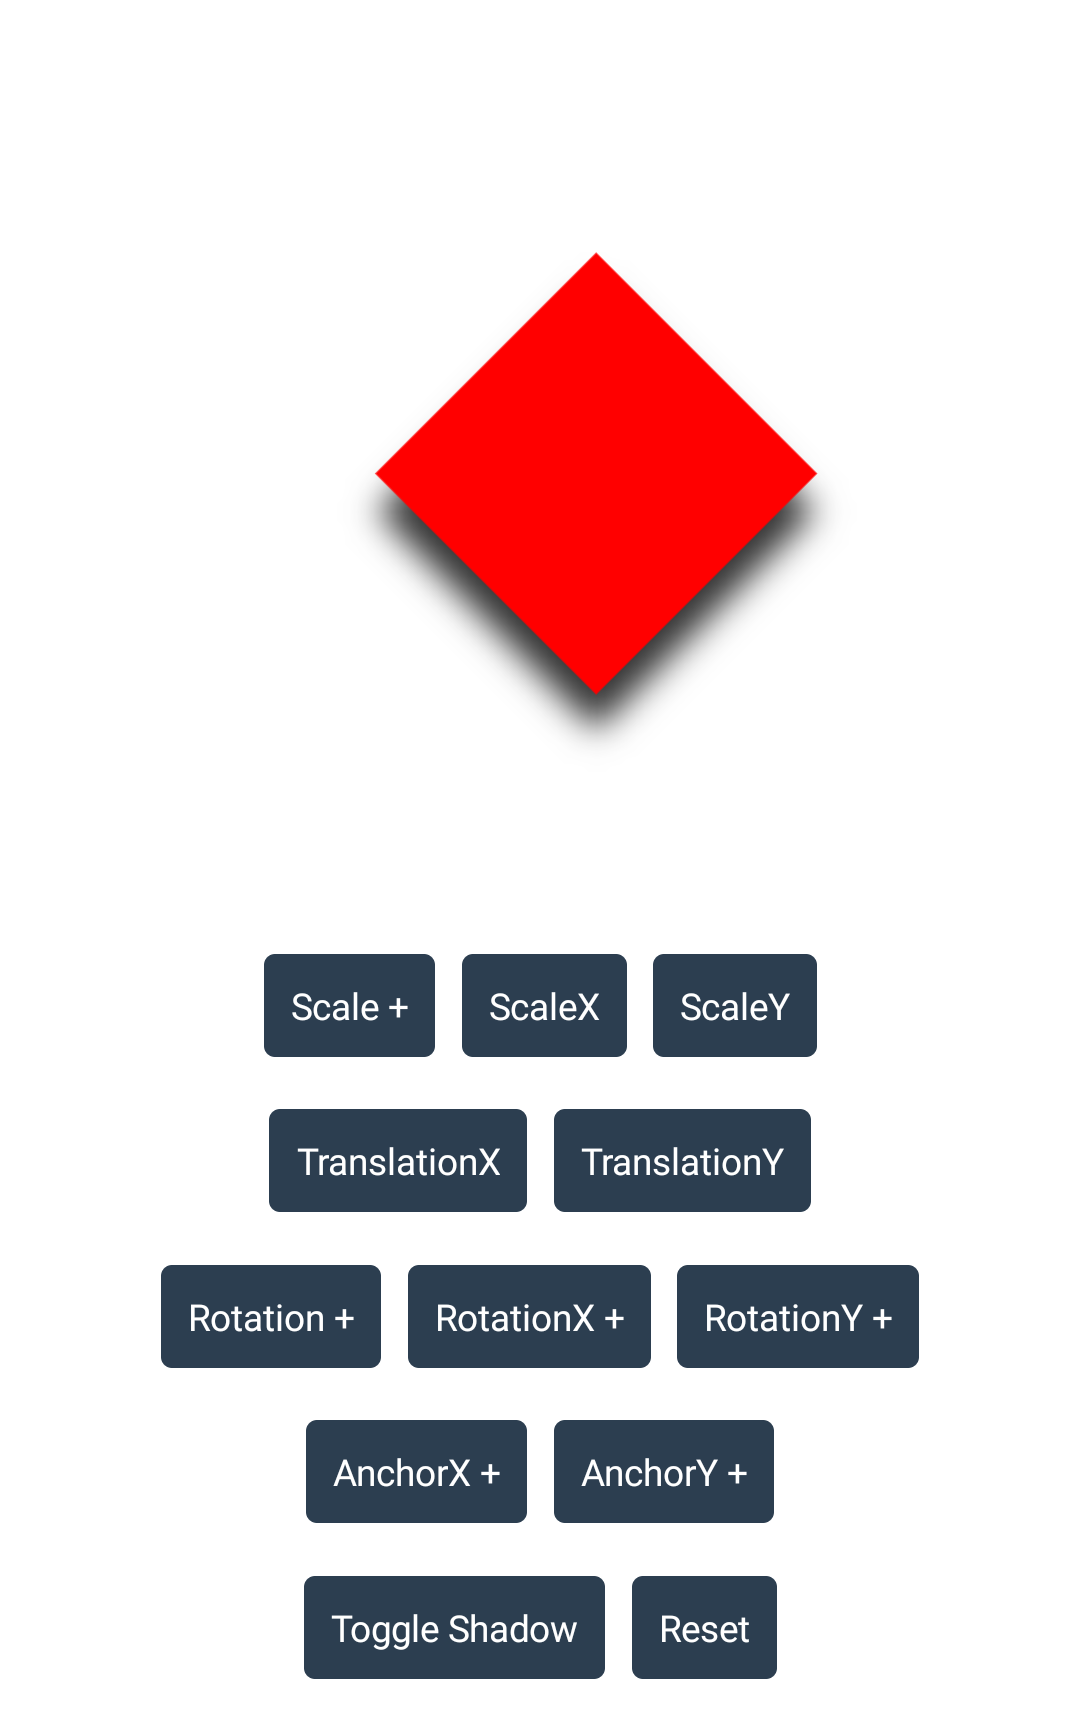 Scale + ScaleX ScaleY
TranslationX TranslationY
Rotation + RotationX + RotationY +
AnchorX + AnchorY +
Toggle Shadow Reset